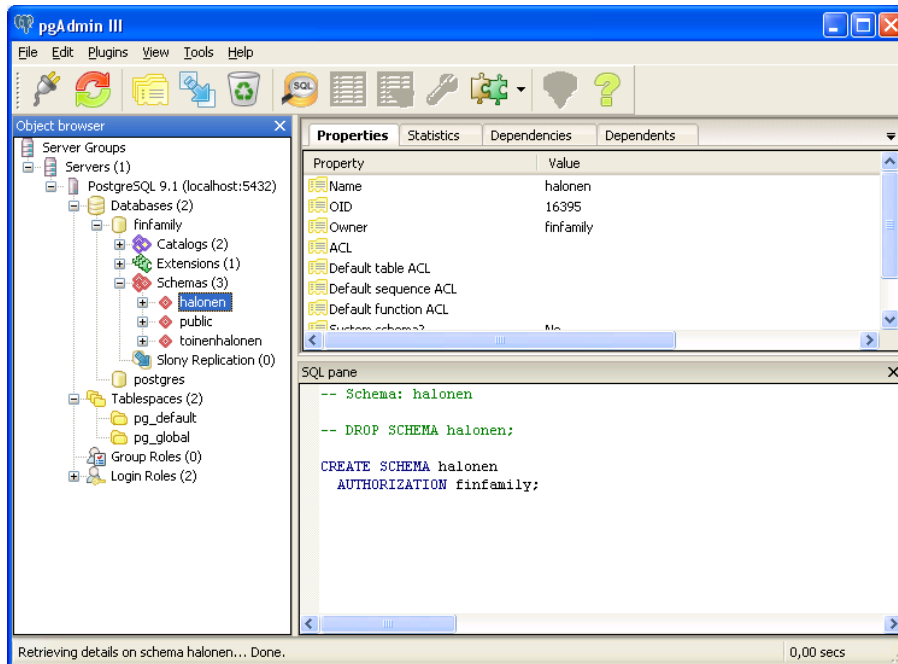 pgAdmin III
File Edit Plugins View Tools Help
SQL
Object browser
Server Groups
Servers (1)
PostgreSQL 9.1 (localhost:5432)
Databases (2)
finfamily
Catalogs (2)
Extensions (1)
Schemas (3)
halonen
public
toinenhalonen
Slony Replication (0)
postgres
Tablespaces (2)
pg_default
pg_global
Group Roles (0)
Login Roles (2)
Properties Statistics Dependencies Dependents
Property Value
Name halonen
OID 16395
Owner finfamily
ACL
Default table ACL
Default sequence ACL
Default function ACL
System schema? No
SQL pane
-- Schema: halonen
-- DROP SCHEMA halonen;
CREATE SCHEMA halonen
AUTHORIZATION finfamily;
Retrieving details on schema halonen... Done. 0,00 secs